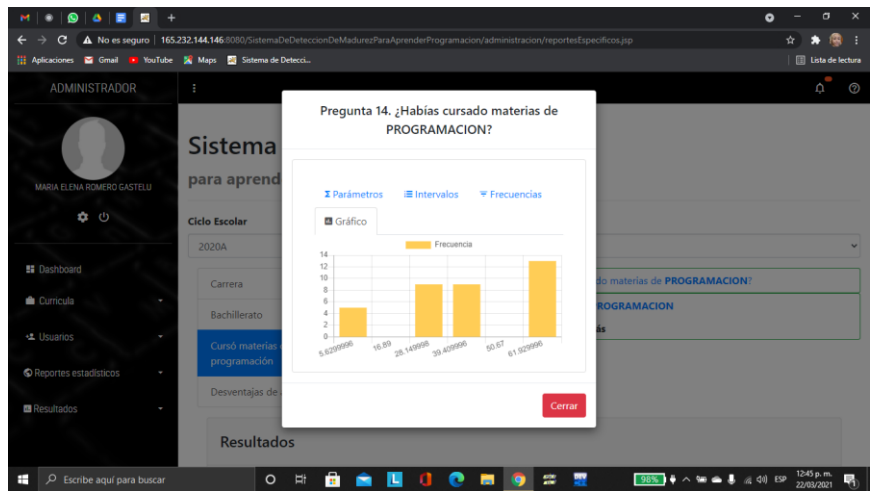 No es seguro | 165.232.144.146:8080/SistemaDeDeteccionDeMadurezParaAprenderProgramacion/administracion/reportesEspecificos.jsp
Aplicaciones Gmail YouTube Maps Sistema de Detecci... Lista de lectura
ADMINISTRADOR
MARIA ELENA ROMERO GASTELU
Dashboard
Curricula
Usuarios
Reportes estadísticos
Resultados
Sistema
para aprend
Ciclo Escolar
2020A
Carrera
Bachillerato
Cursó materias
programación
Desventajas de
do materias de PROGRAMACION?
ROGRAMACION
ás
Resultados
Pregunta 14. ¿Habías cursado materias de
PROGRAMACION?
Parámetros Intervalos Frecuencias
Gráfico
Frecuencia
14
12
10
8
6
4
2
0
5.6299996 16.89 28.149998 39.409996 50.67 61.929996
Cerrar
Escribe aquí para buscar
98% ESP 12:45 p. m.
22/03/2021